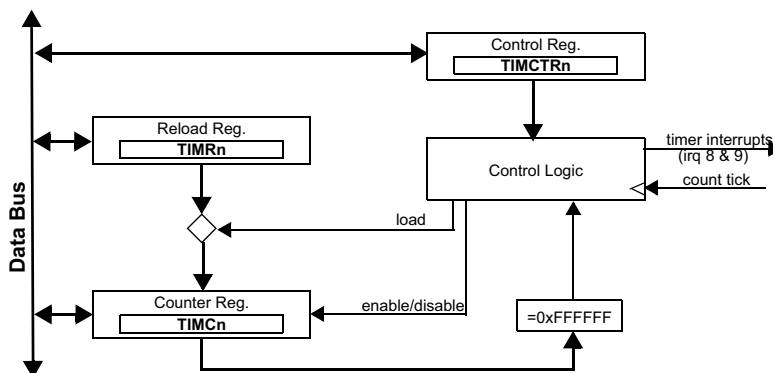 Control Reg.
TIMCTRn
Reload Reg.
TIMRn
timer interrupts
(irq 8 & 9)
Control Logic
count tick
load
Data Bus
Counter Reg.
TIMCn
enable/disable
=0xFFFFFF